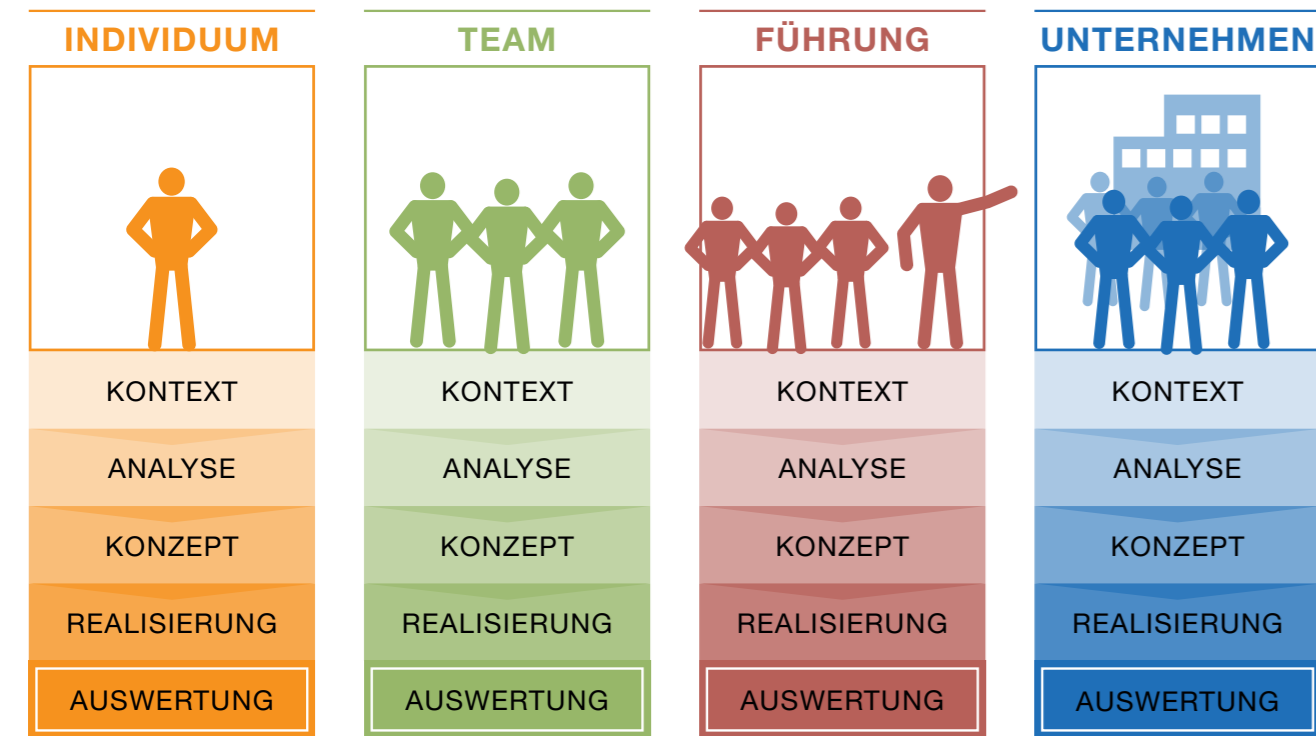 INDIVIDUUM
TEAM
FÜHRUNG
UNTERNEHMEN
KONTEXT
KONTEXT
KONTEXT
KONTEXT
ANALYSE
ANALYSE
ANALYSE
ANALYSE
KONZEPT
KONZEPT
KONZEPT
KONZEPT
REALISIERUNG
REALISIERUNG
REALISIERUNG
REALISIERUNG
AUSWERTUNG
AUSWERTUNG
AUSWERTUNG
AUSWERTUNG